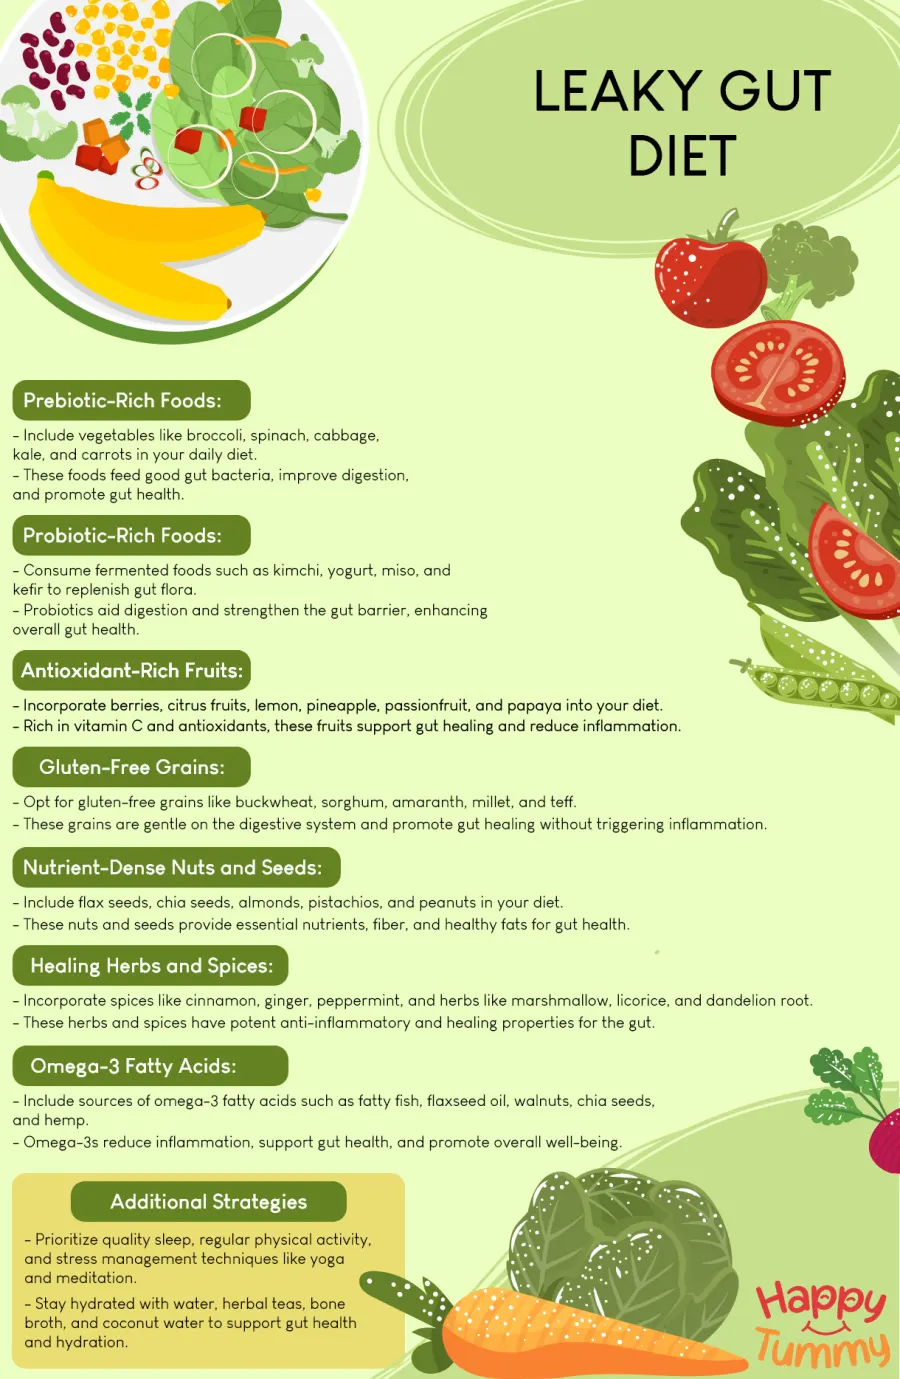 LEAKY GUT
DIET
Prebiotic-Rich Foods:
- Include vegetables like broccoli, spinach, cabbage,
kale, and carrots in your daily diet.
- These foods feed good gut bacteria, improve digestion,
and promote gut health.
Probiotic-Rich Foods:
- Consume fermented foods such as kimchi, yogurt, miso, and
kefir to replenish gut flora.
- Probiotics aid digestion and strengthen the gut barrier, enhancing
overall gut health.
Antioxidant-Rich Fruits:
- Incorporate berries, citrus fruits, lemon, pineapple, passionfruit, and papaya into your diet.
- Rich in vitamin C and antioxidants, these fruits support gut healing and reduce inflammation.
Gluten-Free Grains:
- Opt for gluten-free grains like buckwheat, sorghum, amaranth, millet, and teff.
- These grains are gentle on the digestive system and promote gut healing without triggering inflammation.
Nutrient-Dense Nuts and Seeds:
- Include flax seeds, chia seeds, almonds, pistachios, and peanuts in your diet.
- These nuts and seeds provide essential nutrients, fiber, and healthy fats for gut health.
Healing Herbs and Spices:
- Incorporate spices like cinnamon, ginger, peppermint, and herbs like marshmallow, licorice, and dandelion root.
- These herbs and spices have potent anti-inflammatory and healing properties for the gut.
Omega-3 Fatty Acids:
- Include sources of omega-3 fatty acids such as fatty fish, flaxseed oil, walnuts, chia seeds,
and hemp.
- Omega-3s reduce inflammation, support gut health, and promote overall well-being.
Additional Strategies
- Prioritize quality sleep, regular physical activity,
and stress management techniques like yoga
and meditation.
- Stay hydrated with water, herbal teas, bone
broth, and coconut water to support gut health
and hydration.
Happy
Tummy